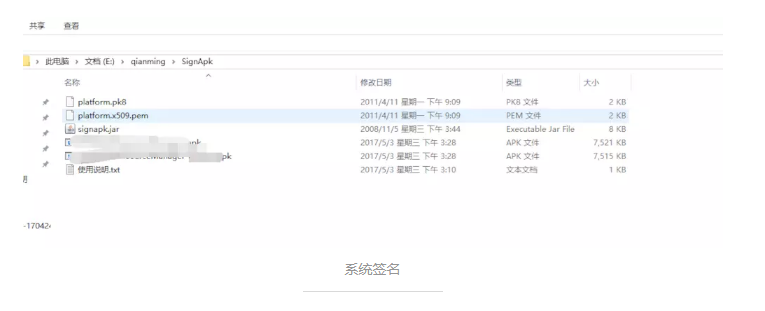 共享 查看
此电脑 > 文档 (E:) > qianming > SignApk
名称 修改日期 类型 大小
platform.pk8 2011/4/11 星期一 下午 9:09 PK8 文件 2 KB
platform.x509.pem 2011/4/11 星期一 下午 9:09 PEM 文件 2 KB
signapk.jar 2008/11/5 星期三 下午 3:44 Executable Jar File 8 KB
2017/5/3 星期三 下午 3:28 APK 文件 7,521 KB
2017/5/3 星期三 下午 3:28 APK 文件 7,515 KB
使用说明.txt 2017/5/3 星期三 下午 3:10 文本文档 1 KB
系统签名